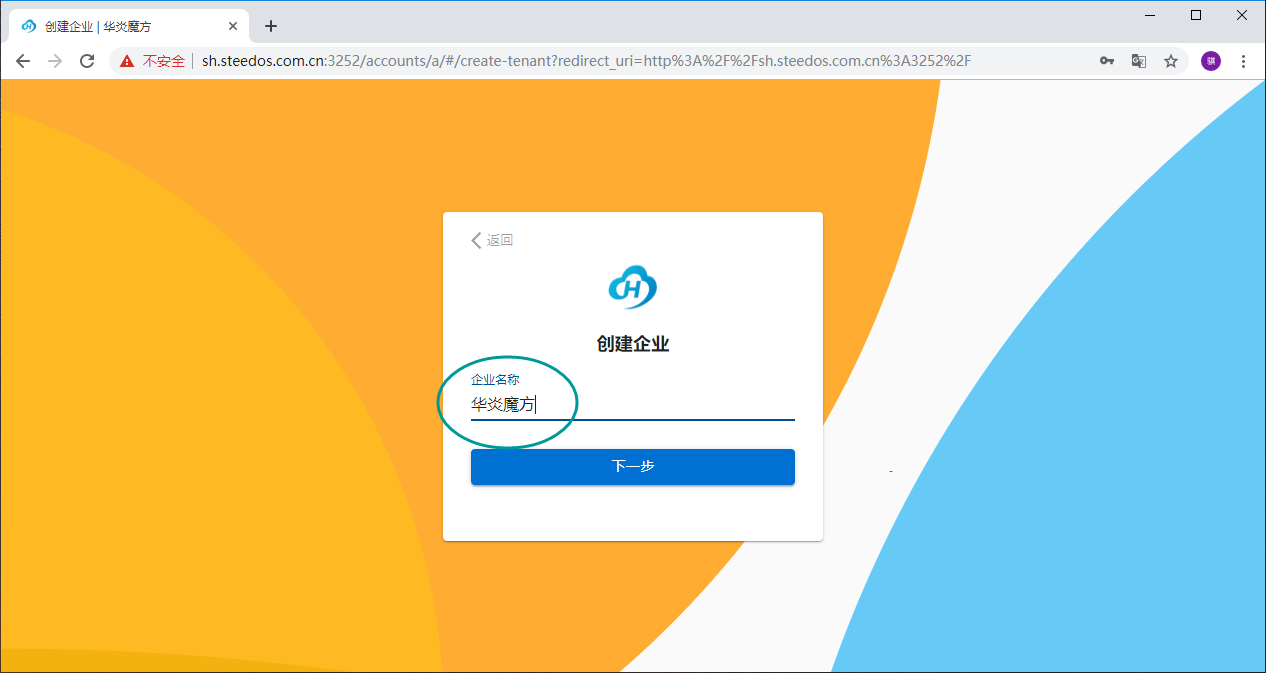 创建企业 | 华炎魔方
不安全
sh.steedos.com.cn:3252/accounts/a/#/create-tenant?redirect_uri=http%3A%2F%2Fsh.steedos.com.cn%3A3252%2F
骐
返回
H
创建企业
企业名称
华炎魔方
下一步